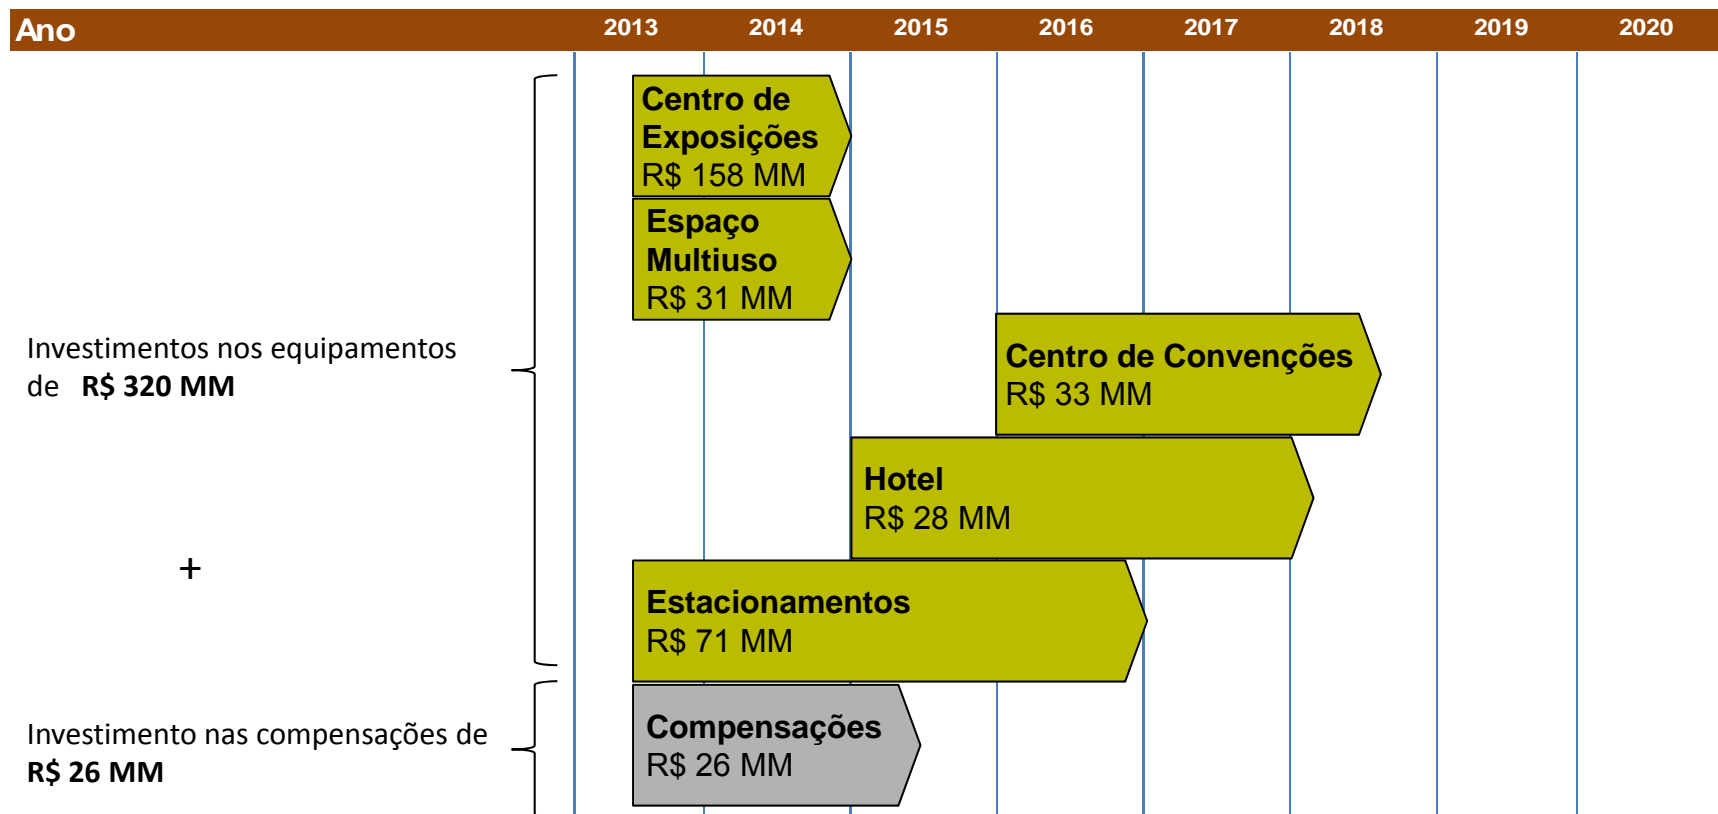 Ano 2013 2014 2015 2016 2017 2018 2019 2020
Centro de
Exposições
R$ 158 MM
Espaço
Multiuso
R$ 31 MM
Investimentos nos equipamentos
de R$ 320 MM
Centro de Convenções
R$ 33 MM
Hotel
R$ 28 MM
+
Estacionamentos
R$ 71 MM
Investimento nas compensações de
R$ 26 MM
Compensações
R$ 26 MM